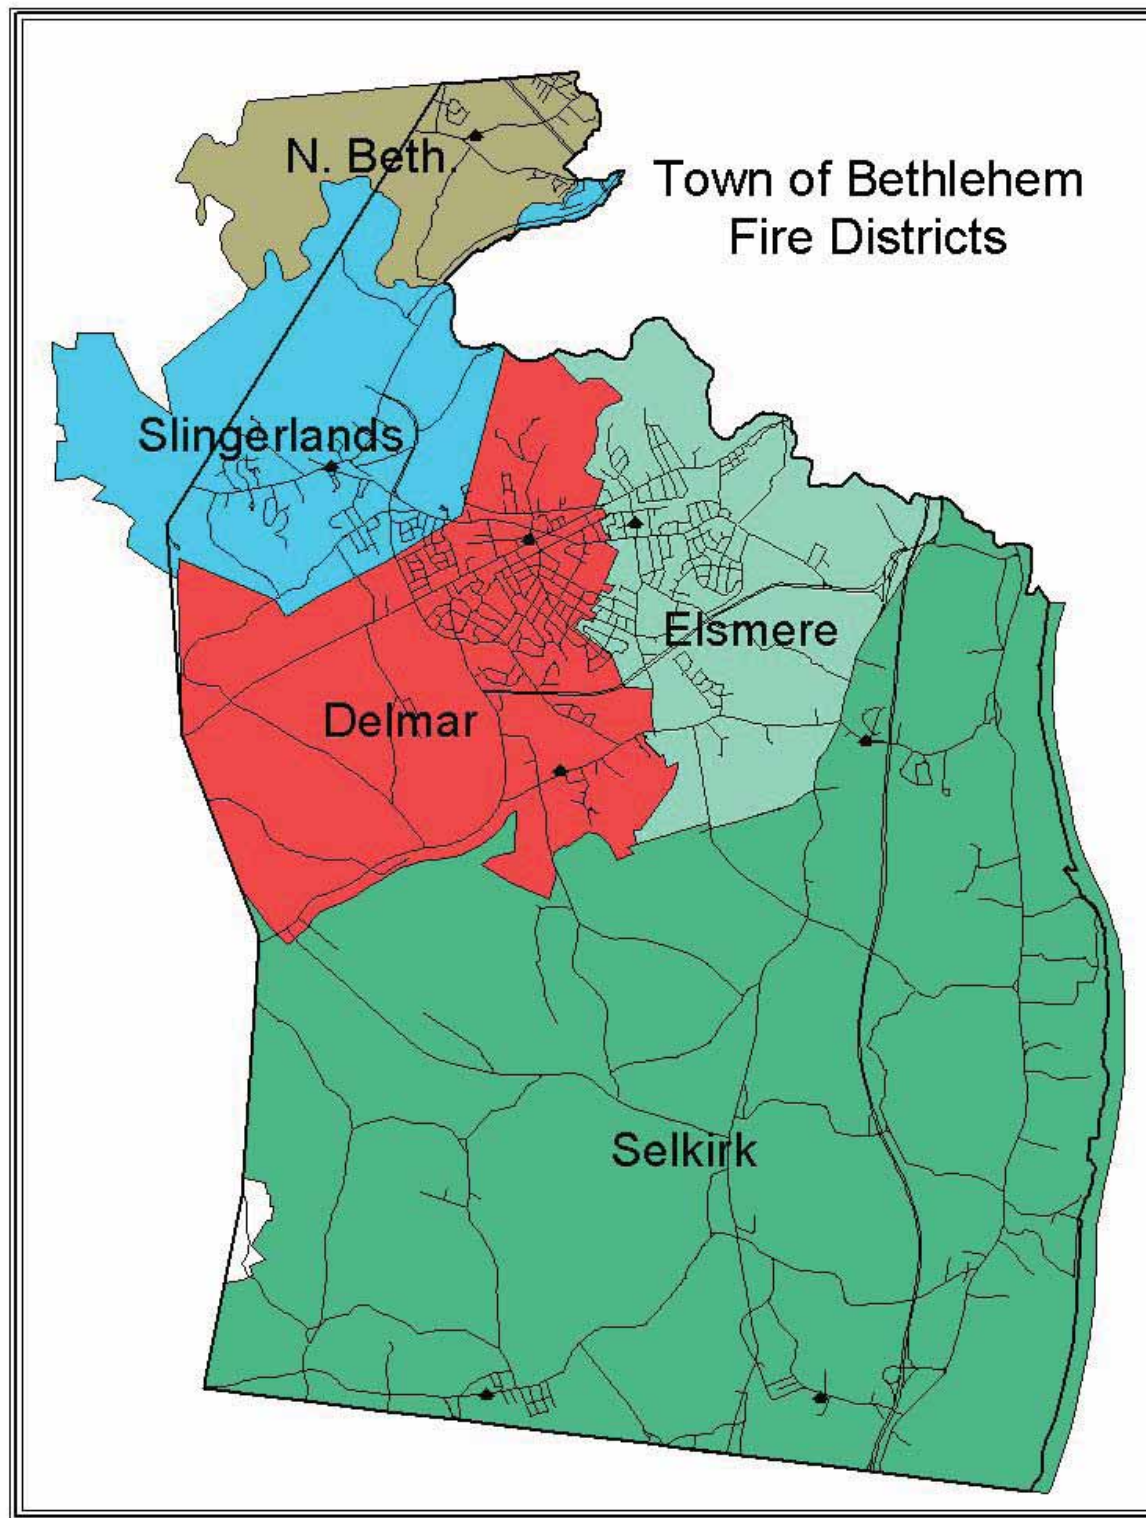 N. Beth.
Town of Bethlehem
Fire Districts
Slingerlands
Elsmere
Delmar
Selkirk